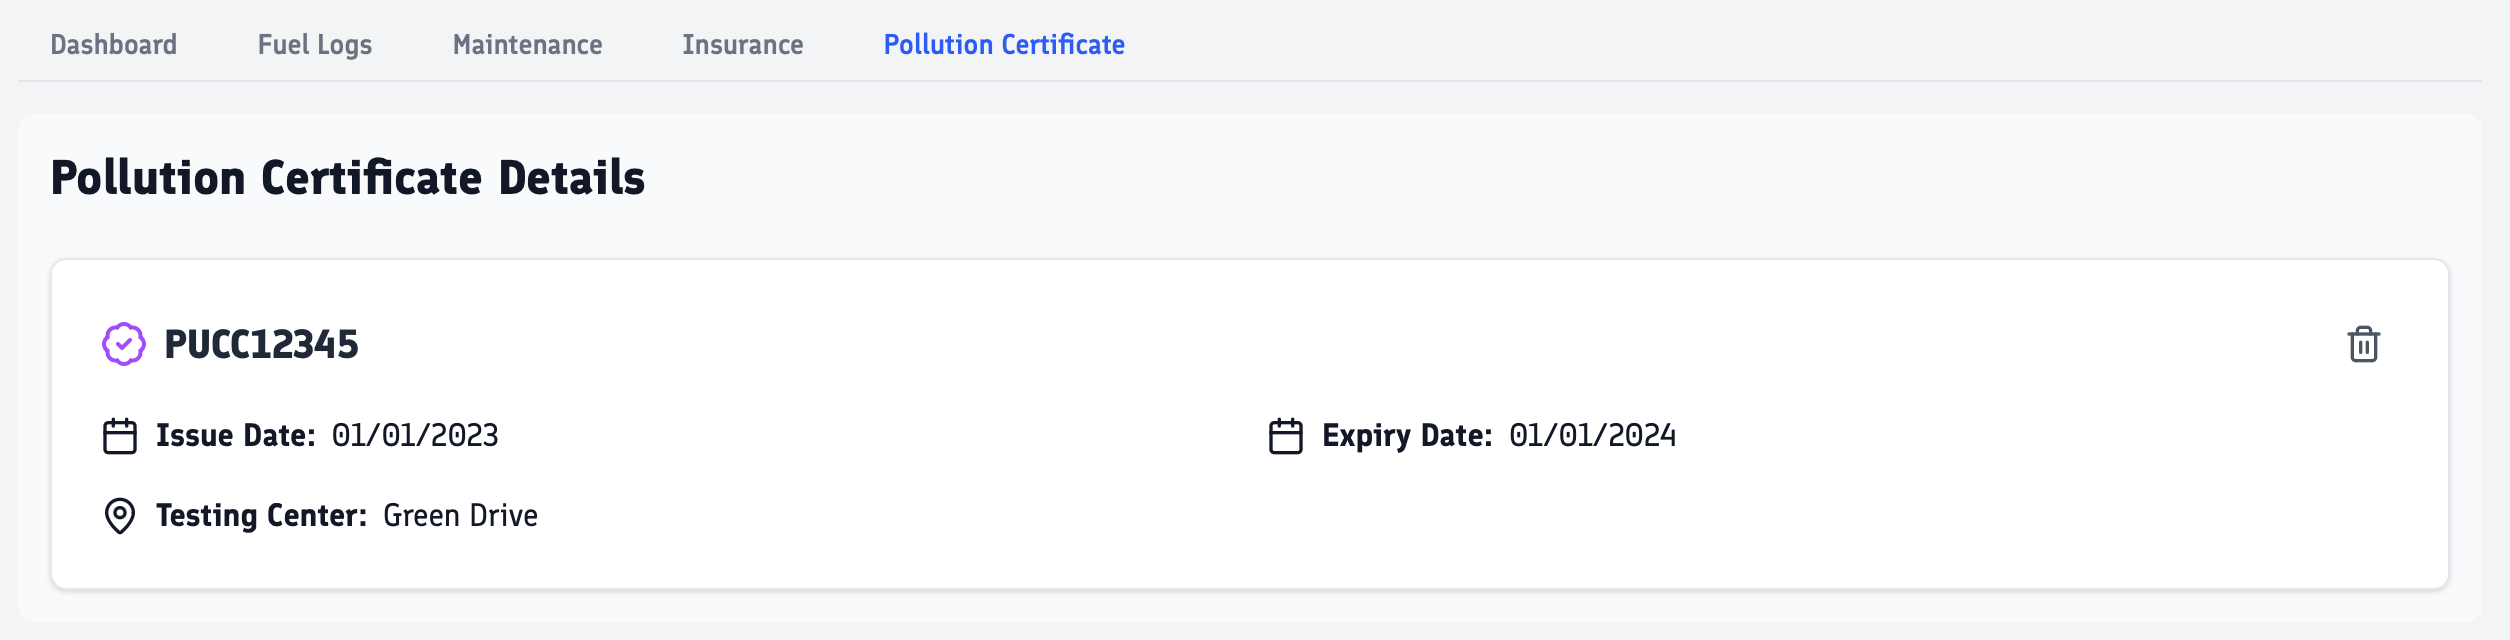 Dashboard Fuel Logs Maintenance Insurance Pollution Certificate
Pollution Certificate Details
PUCC12345
Issue Date: 01/01/2023 Expiry Date: 01/01/2024
Testing Center: Green Drive